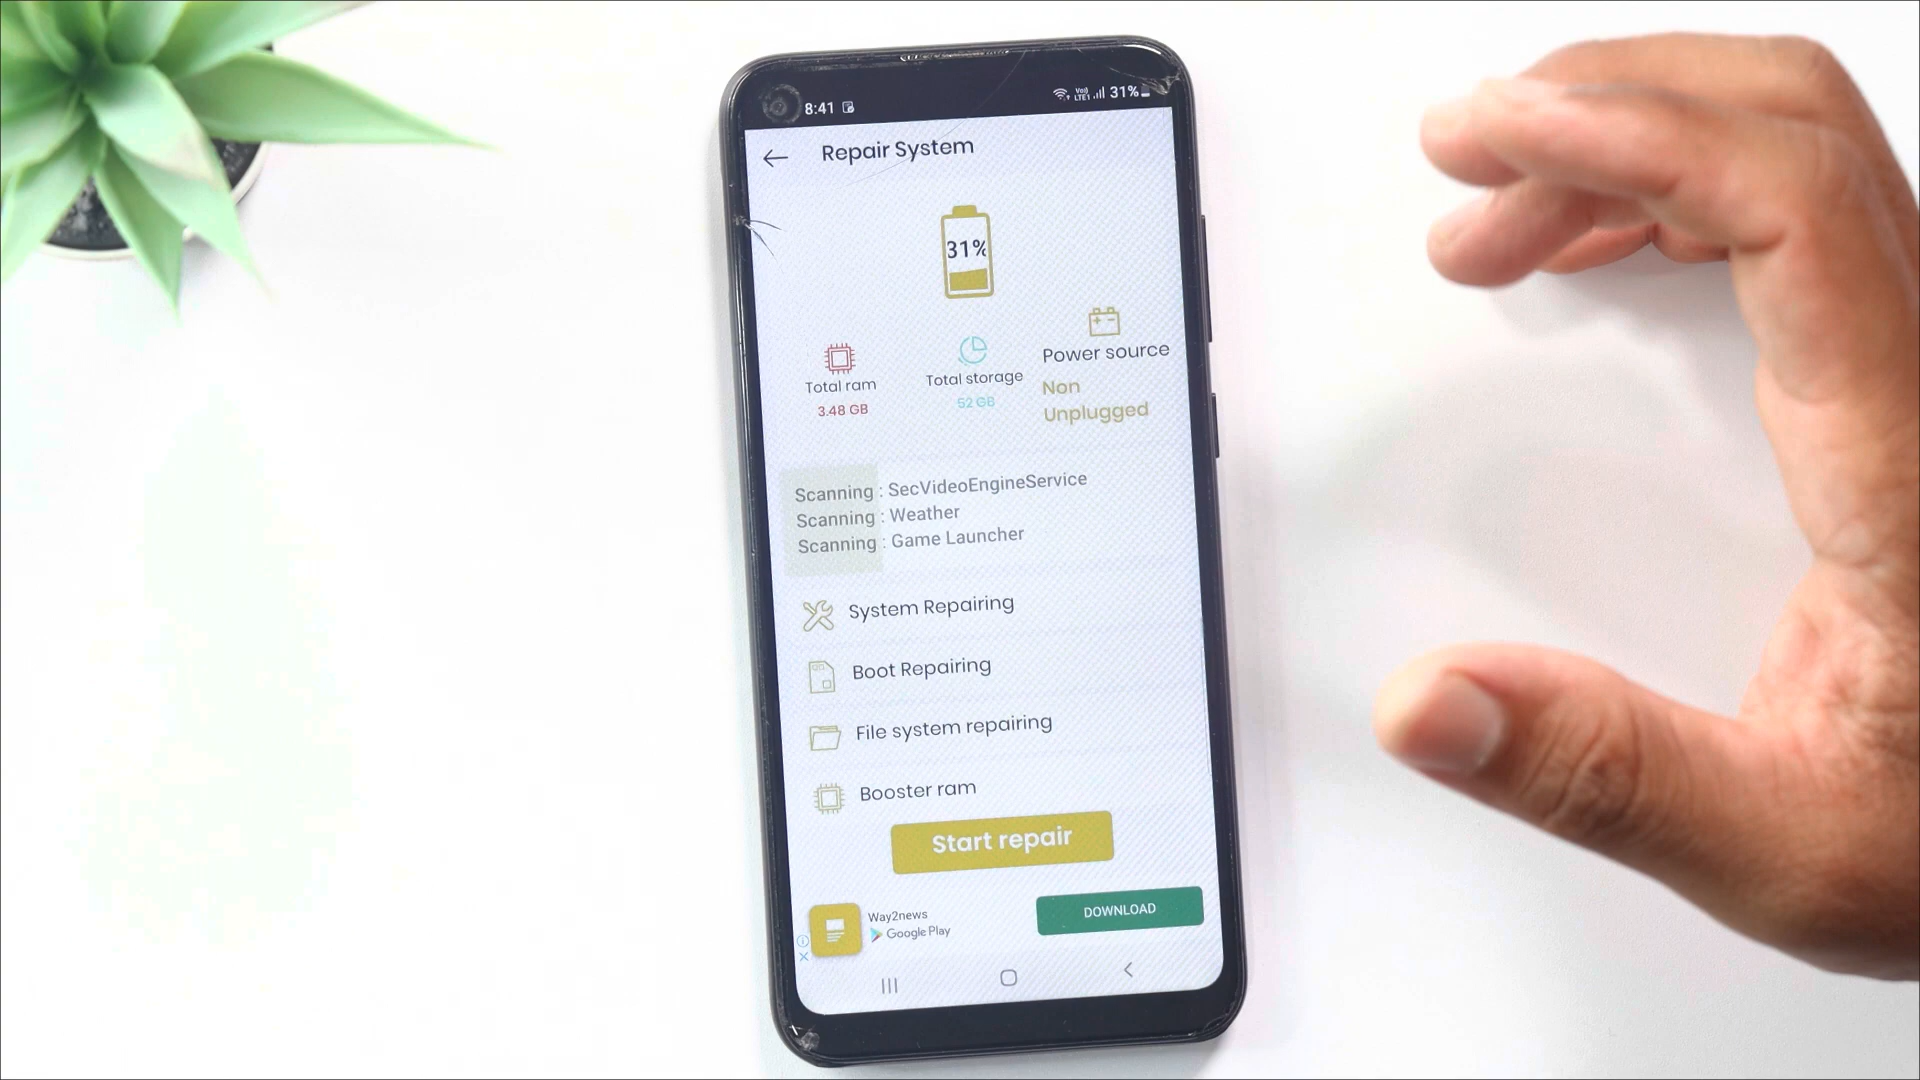 8:41
Vo)) LTE1 31%
Repair System
31%
Total ram
3.48 GB
Total storage
52 GB
Power source
Non
Unplugged
Scanning : SecVideoEngineService
Scanning : Weather
Scanning : Game Launcher
System Repairing
Boot Repairing
File system repairing
Booster ram
Start repair
Way2news
Google Play
DOWNLOAD